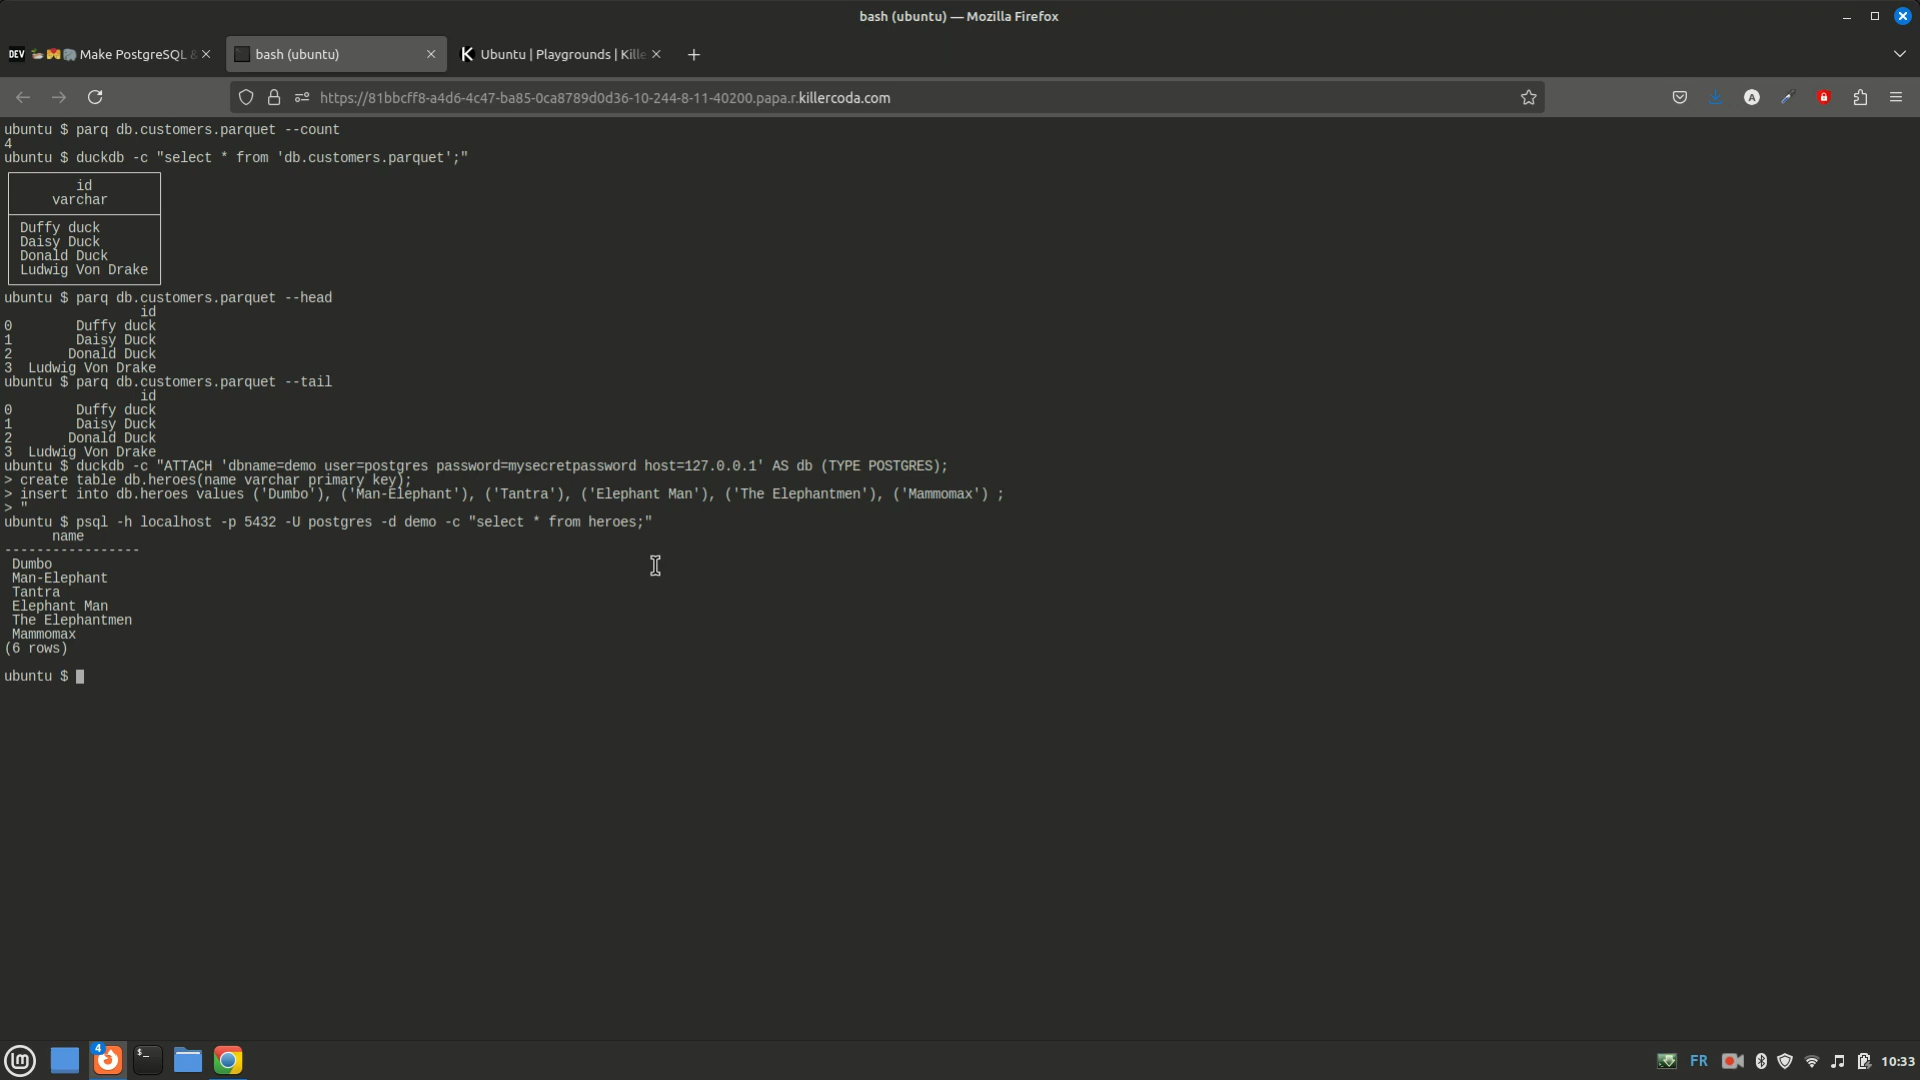 bash (ubuntu) — Mozilla Firefox
DEV Make PostgreSQL &
bash (ubuntu)
K Ubuntu | Playgrounds | Kille
https://81bbcff8-a4d6-4c47-ba85-0ca8789d0d36-10-244-8-11-40200.papa.r.killercoda.com
A
ubuntu $ parq db.customers.parquet --count
4
ubuntu $ duckdb -c "select * from 'db.customers.parquet';"
id
varchar
Duffy duck
Daisy Duck
Donald Duck
Ludwig Von Drake
ubuntu $ parq db.customers.parquet --head
id
0 Duffy duck
1 Daisy Duck
2 Donald Duck
3 Ludwig Von Drake
ubuntu $ parq db.customers.parquet --tail
id
0 Duffy duck
1 Daisy Duck
2 Donald Duck
3 Ludwig Von Drake
ubuntu $ duckdb -c "ATTACH 'dbname=demo user=postgres password=mysecretpassword host=127.0.0.1' AS db (TYPE POSTGRES);
> create table db.heroes(name varchar primary key);
> insert into db.heroes values ('Dumbo'), ('Man-Elephant'), ('Tantra'), ('Elephant Man'), ('The Elephantmen'), ('Mammomax') ;
> "
ubuntu $ psql -h localhost -p 5432 -U postgres -d demo -c "select * from heroes;"
name
-----------------
Dumbo
Man-Elephant
Tantra
Elephant Man
The Elephantmen
Mammomax
(6 rows)
ubuntu $
4
$_
FR
10:33